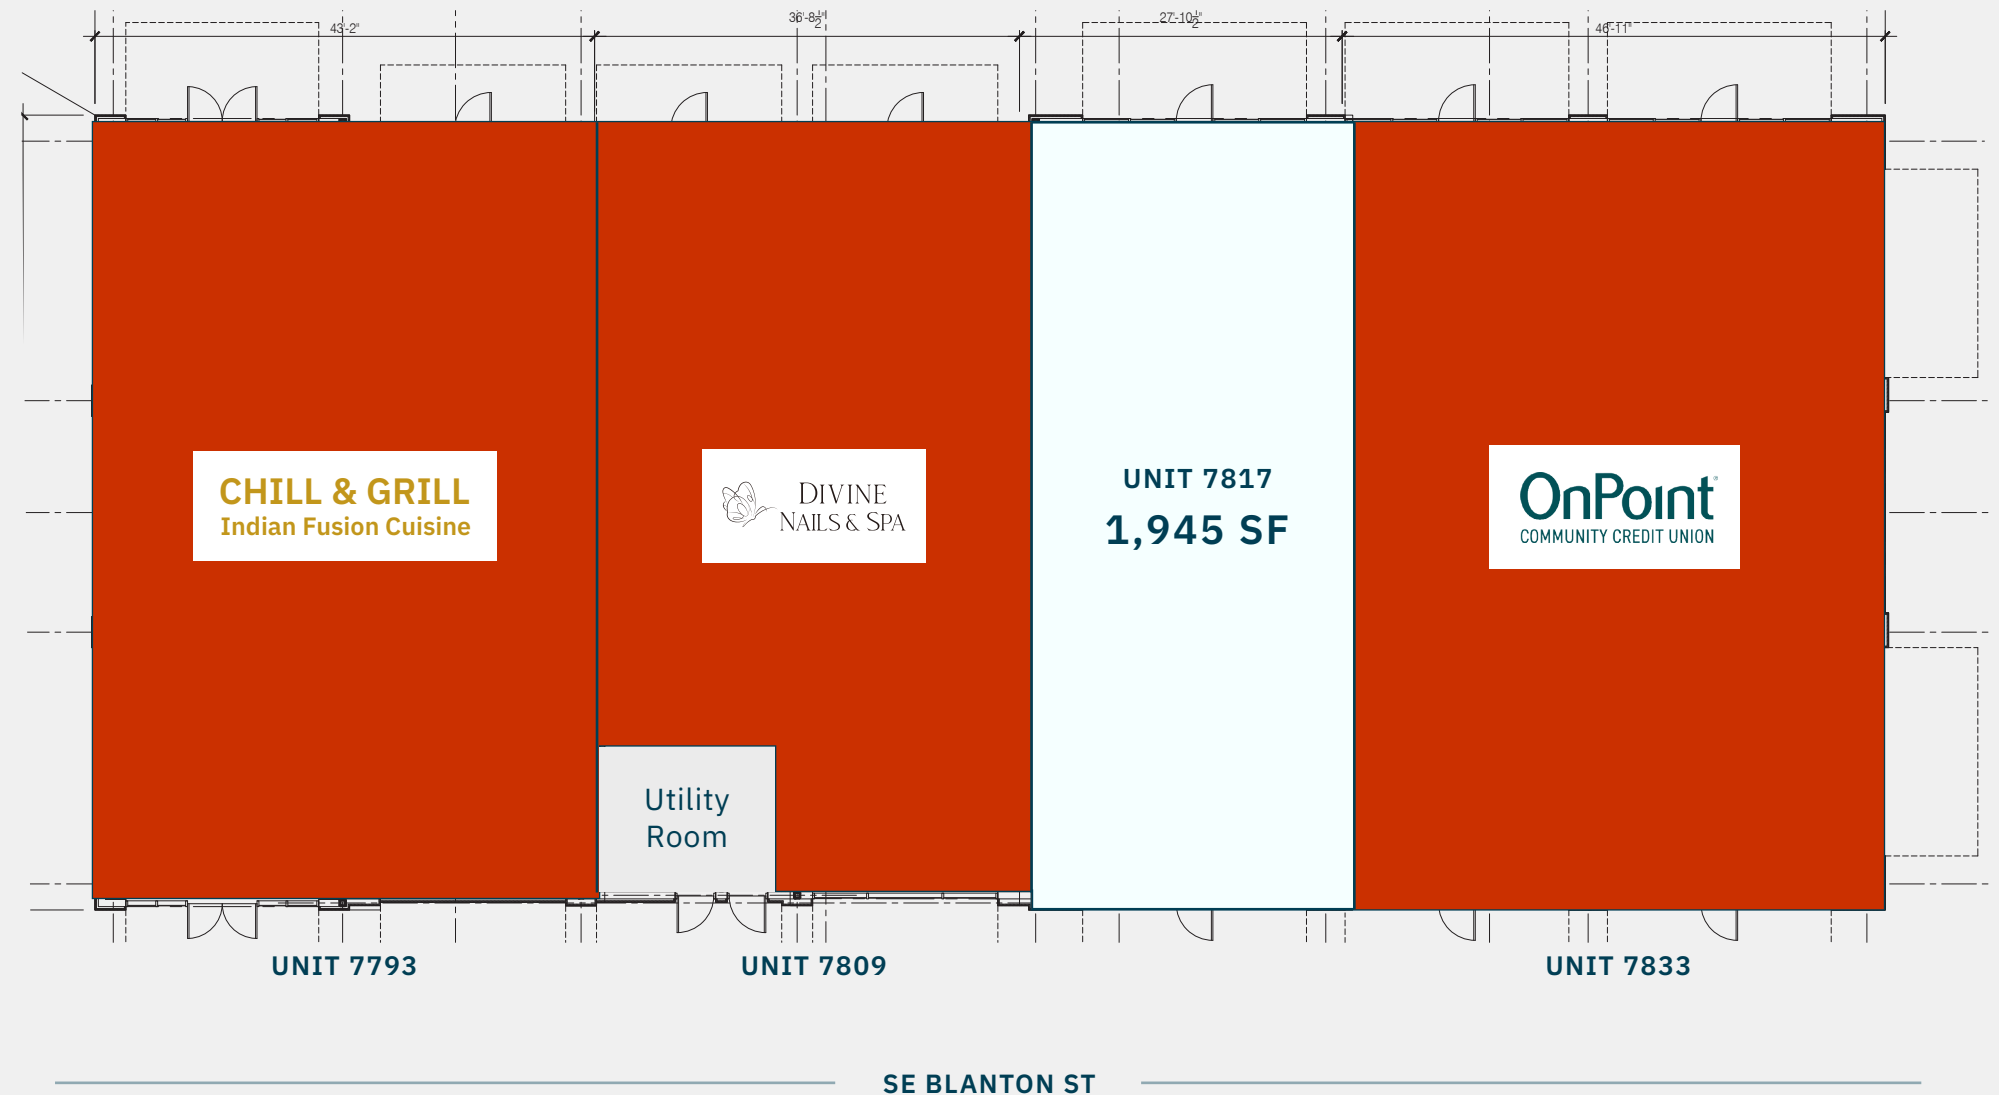 43'-2"
36'-8½"
27'-10½"
46'-11"
CHILL & GRILL
Indian Fusion Cuisine
DIVINE
NAILS & SPA
UNIT 7817
1,945 SF
OnPoint®
COMMUNITY CREDIT UNION
Utility
Room
UNIT 7793
UNIT 7809
UNIT 7833
SE BLANTON ST